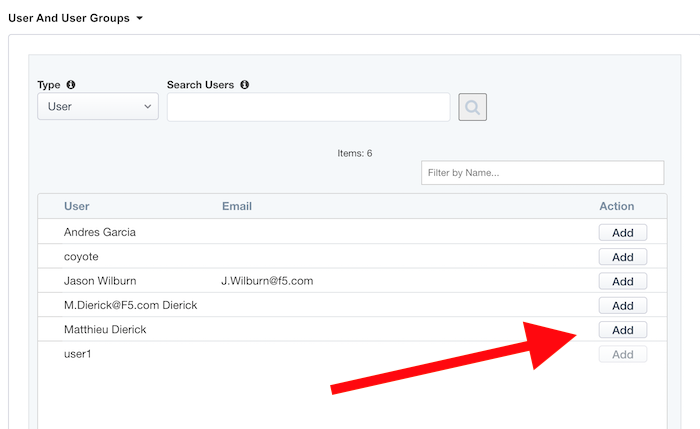 User And User Groups
Type Search Users
User
Items: 6
Filter by Name...
User Email Action
Andres Garcia Add
coyote Add
Jason Wilburn J.Wilburn@f5.com Add
M.Dierick@F5.com Dierick Add
Matthieu Dierick Add
user1 Add